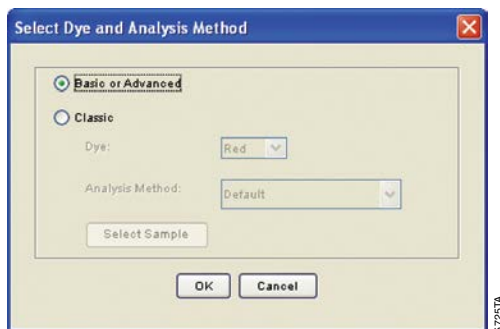 Select Dye and Analysis Method
Basic or Advanced
Classic
Dye: Red
Analysis Method: Default
Select Sample
OK Cancel